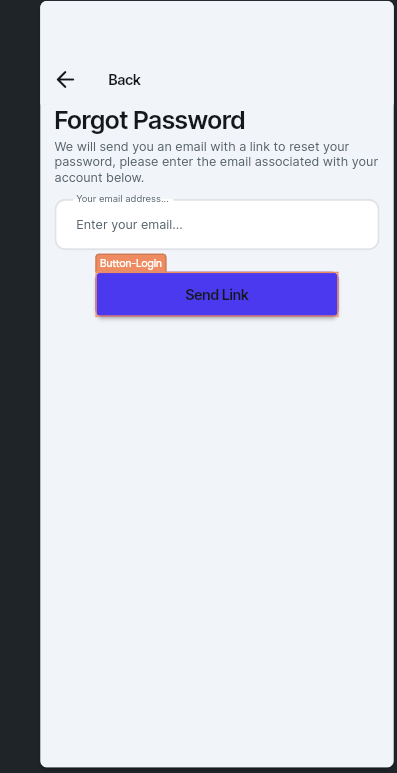 Back
Forgot Password
We will send you an email with a link to reset your
password, please enter the email associated with your
account below.
Your email address...
Enter your email...
Button-Login
Send Link